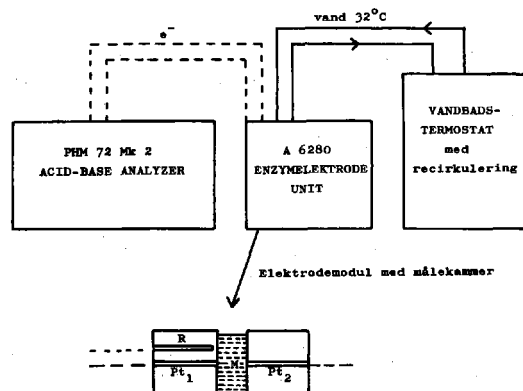 vand 32°C
e⁻
PHM 72 Mk 2
ACID-BASE ANALYZER
A 6280
ENZYMELEKTRODE
UNIT
VANDBADS-
TERMOSTAT
med
recirkulering
Elektrodemodul med målekammer
R
M
Pt₁
Pt₂